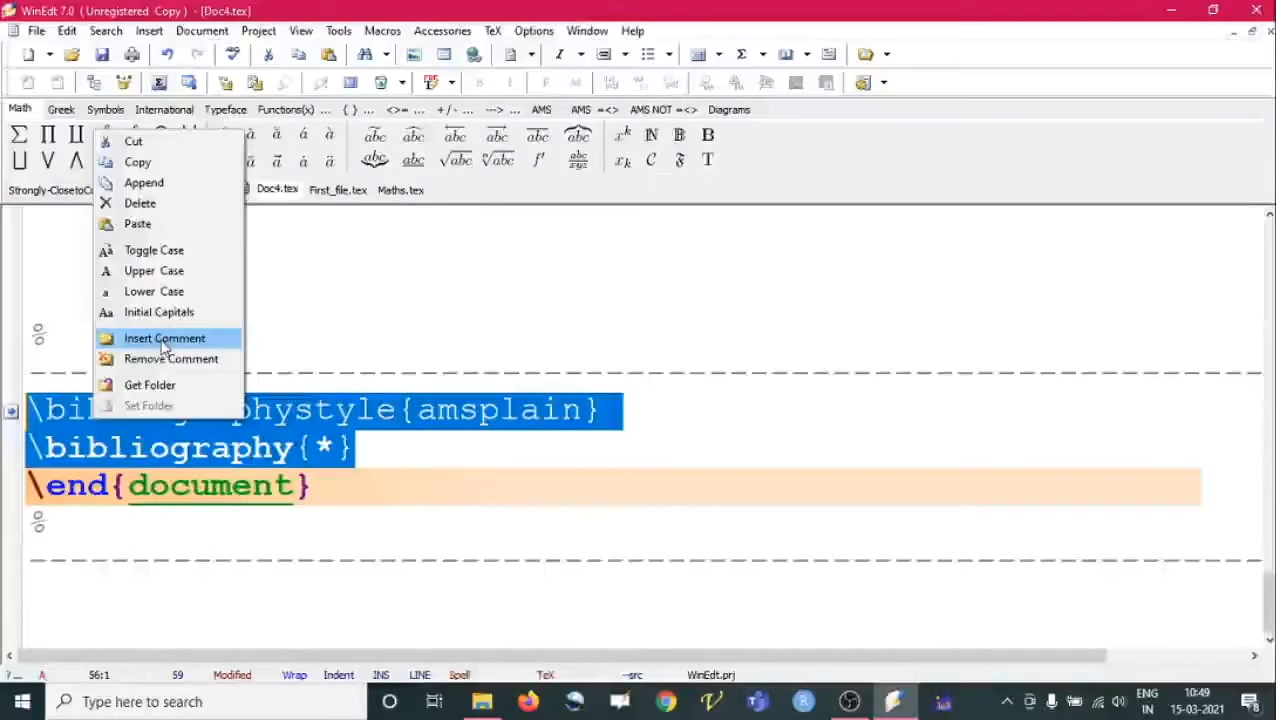 WinEdt 7.0 ( Unregistered Copy ) - [Doc4.tex]
File Edit Search Insert Document Project View Tools Macros Accessories TeX Options Window Help
Math Greek Symbols International Typeface Functions(x) ... { } ... <>= ... + / - ... ---> ... AMS AMS =<> AMS NOT =<> Diagrams
Doc4.tex First_file.tex Maths.tex
Cut
Copy
Append
Delete
Paste
Toggle Case
Upper Case
Lower Case
Initial Capitals
Insert Comment
Remove Comment
Get Folder
Set Folder
%
\bibliographystyle{amsplain}
\bibliography{*}
\end{document}
%
?... A 56:1 59 Modified Wrap Indent INS LINE Spell TeX --src WinEdt.prj
Type here to search
ENG
IN
10:49
15-03-2021